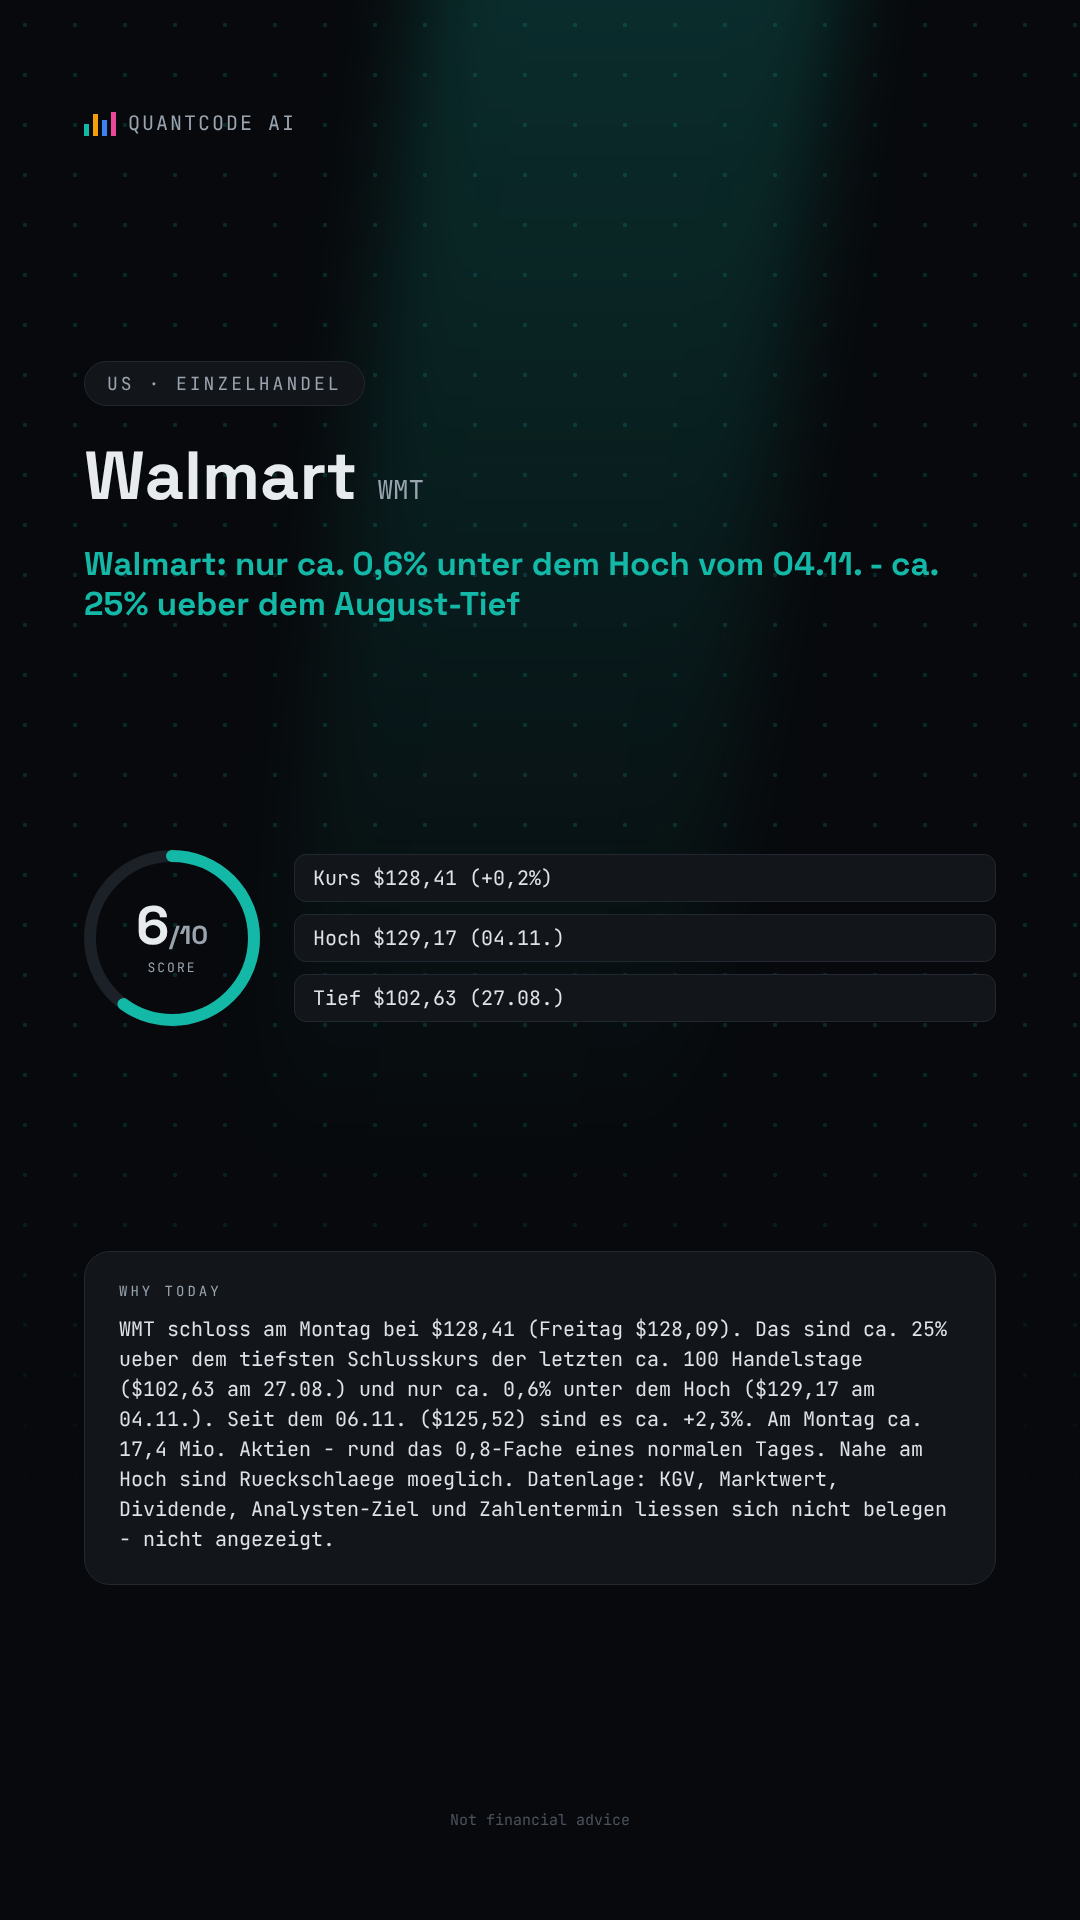 QUANTCODE AI
US · EINZELHANDEL
Walmart WMT
Walmart: nur ca. 0,6% unter dem Hoch vom 04.11. - ca.
25% ueber dem August-Tief
6/10
SCORE
Kurs $128,41 (+0,2%)
Hoch $129,17 (04.11.)
Tief $102,63 (27.08.)
WHY TODAY
WMT schloss am Montag bei $128,41 (Freitag $128,09). Das sind ca. 25%
ueber dem tiefsten Schlusskurs der letzten ca. 100 Handelstage
($102,63 am 27.08.) und nur ca. 0,6% unter dem Hoch ($129,17 am
04.11.). Seit dem 06.11. ($125,52) sind es ca. +2,3%. Am Montag ca.
17,4 Mio. Aktien - rund das 0,8-Fache eines normalen Tages. Nahe am
Hoch sind Rueckschlaege moeglich. Datenlage: KGV, Marktwert,
Dividende, Analysten-Ziel und Zahlentermin liessen sich nicht belegen
- nicht angezeigt.
Not financial advice